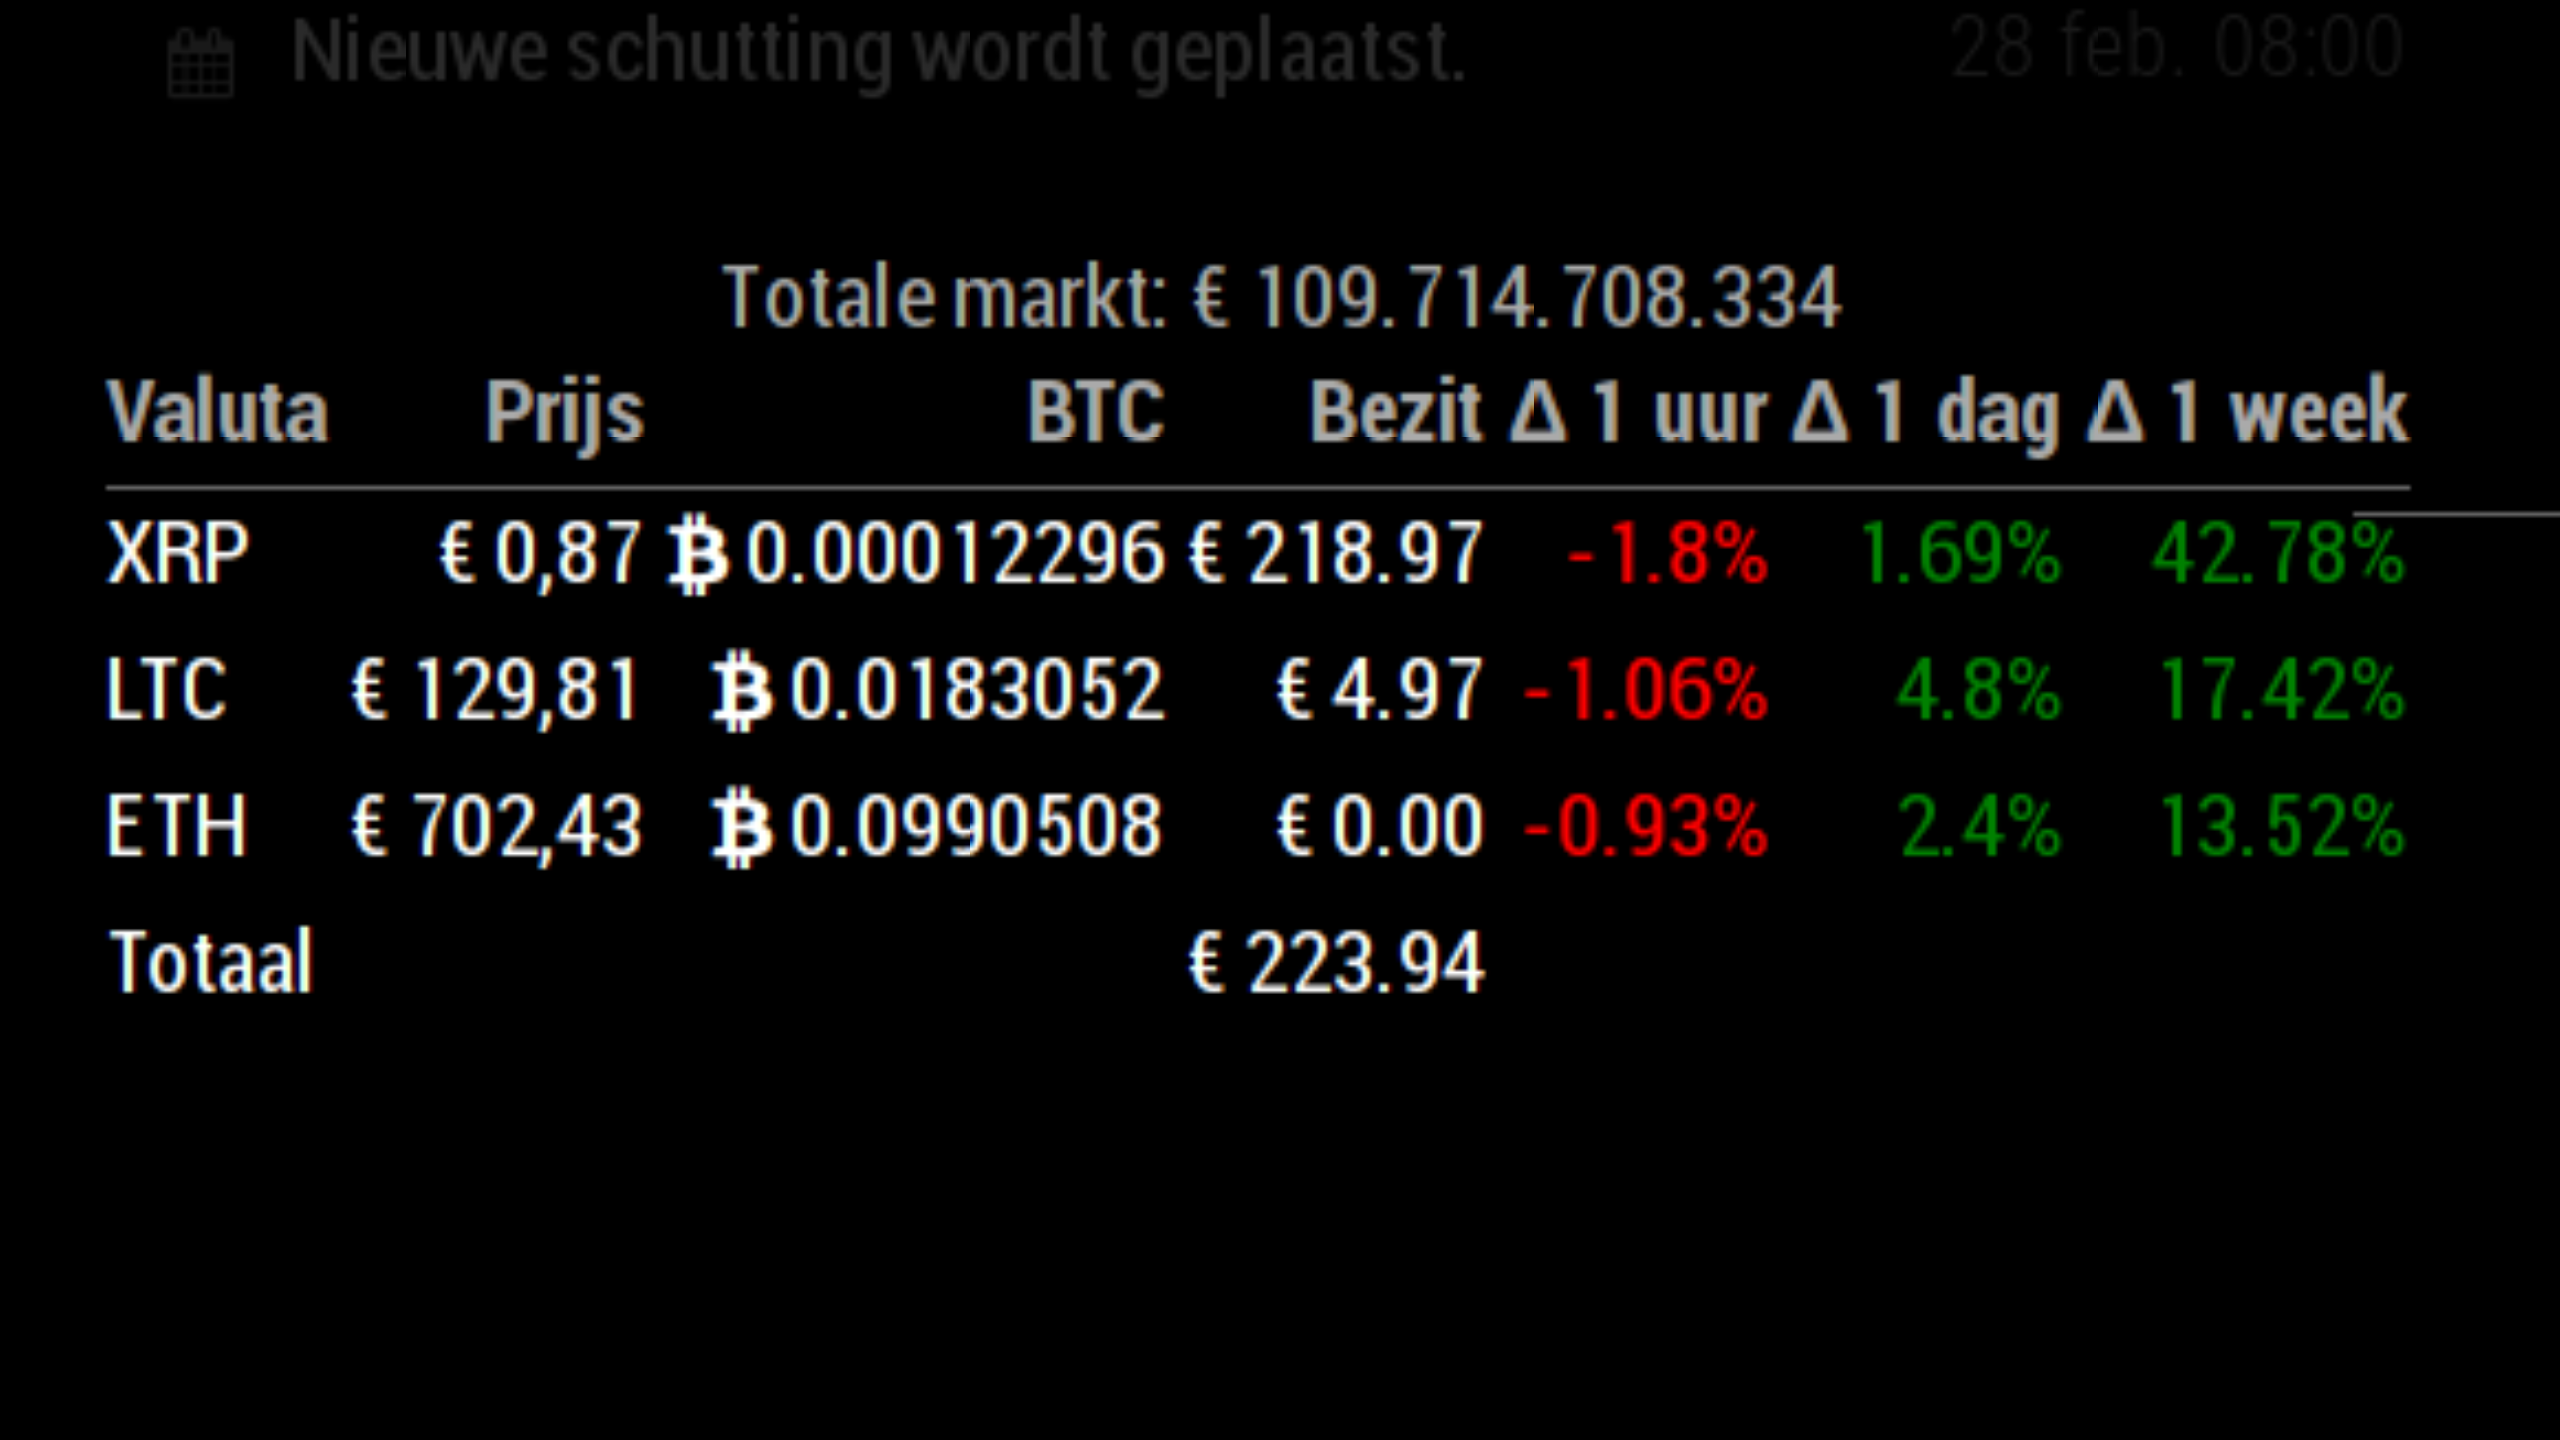 Nieuwe schutting wordt geplaatst. 28 feb. 08:00
Totale markt: € 109.714.708.334
Valuta Prijs BTC Bezit Δ 1 uur Δ 1 dag Δ 1 week
XRP € 0,87 ₿ 0.00012296 € 218.97 -1.8% 1.69% 42.78%
LTC € 129,81 ₿ 0.0183052 € 4.97 -1.06% 4.8% 17.42%
ETH € 702,43 ₿ 0.0990508 € 0.00 -0.93% 2.4% 13.52%
Totaal € 223.94